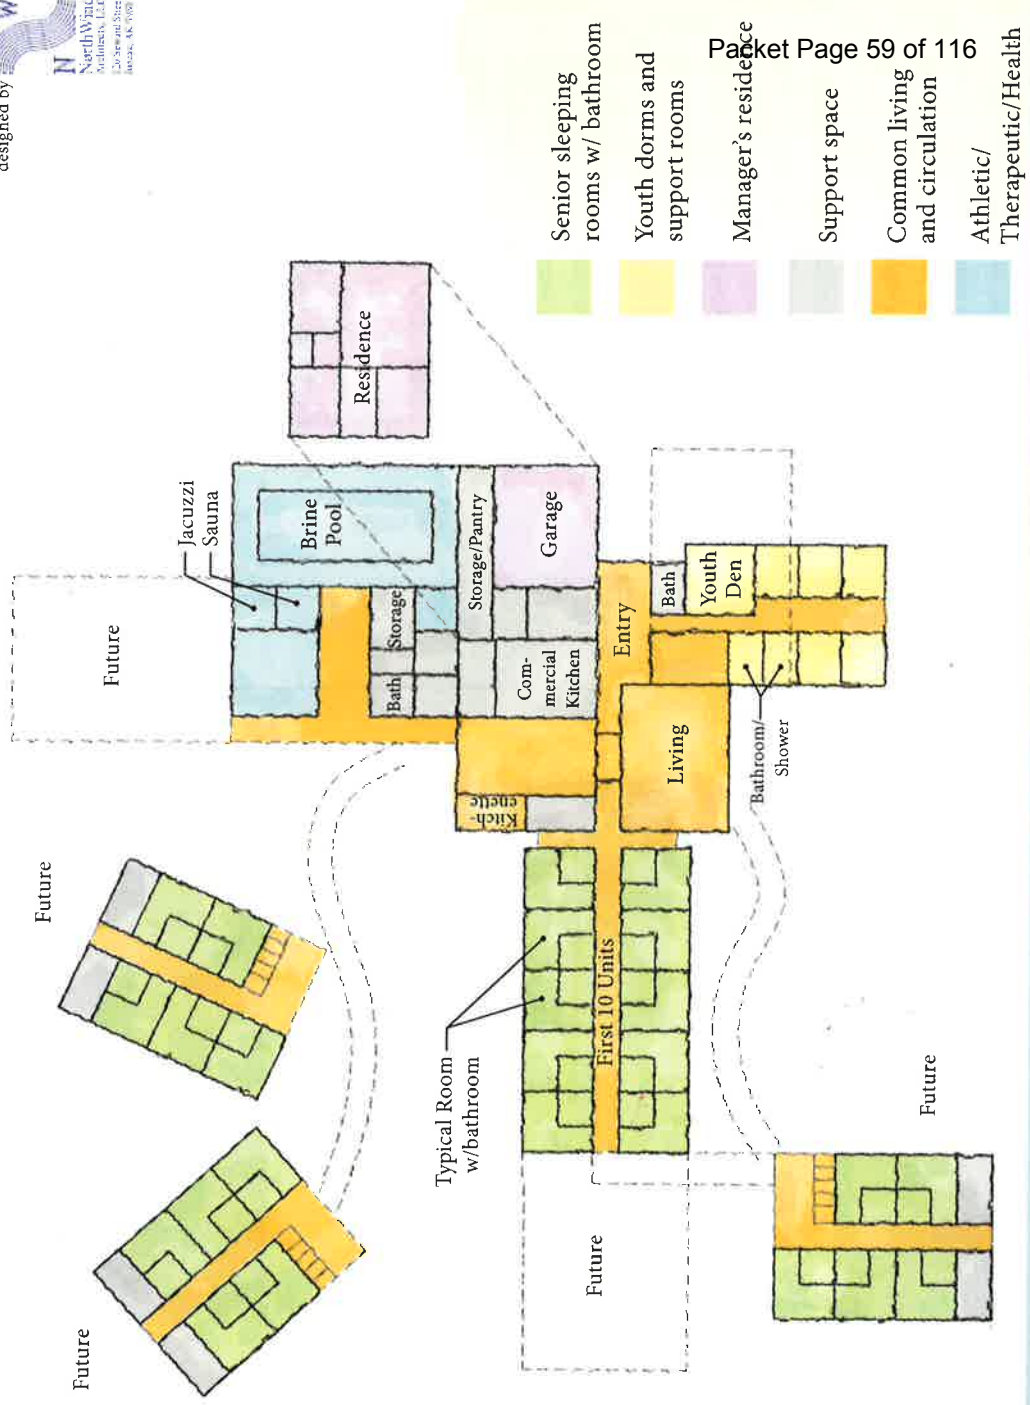 Packet Page 59 of 116
designed by
W
N
NorthWind
Architects, LLC
Senior sleeping
rooms w/ bathroom
Youth dorms and
support rooms
Manager's residence
Support space
Common living
and circulation
Athletic/
Therapeutic/Health
Residence
Jacuzzi
Sauna
Brine
Pool
Future
Storage/Pantry
Garage
Storage
Bath
Com-
mercial
Kitchen
Entry
Bath
Youth
Den
Living
Kitch-
enette
Bathroom/
Shower
Future
Typical Room
w/bathroom
First 10 Units
Future
Future
Future